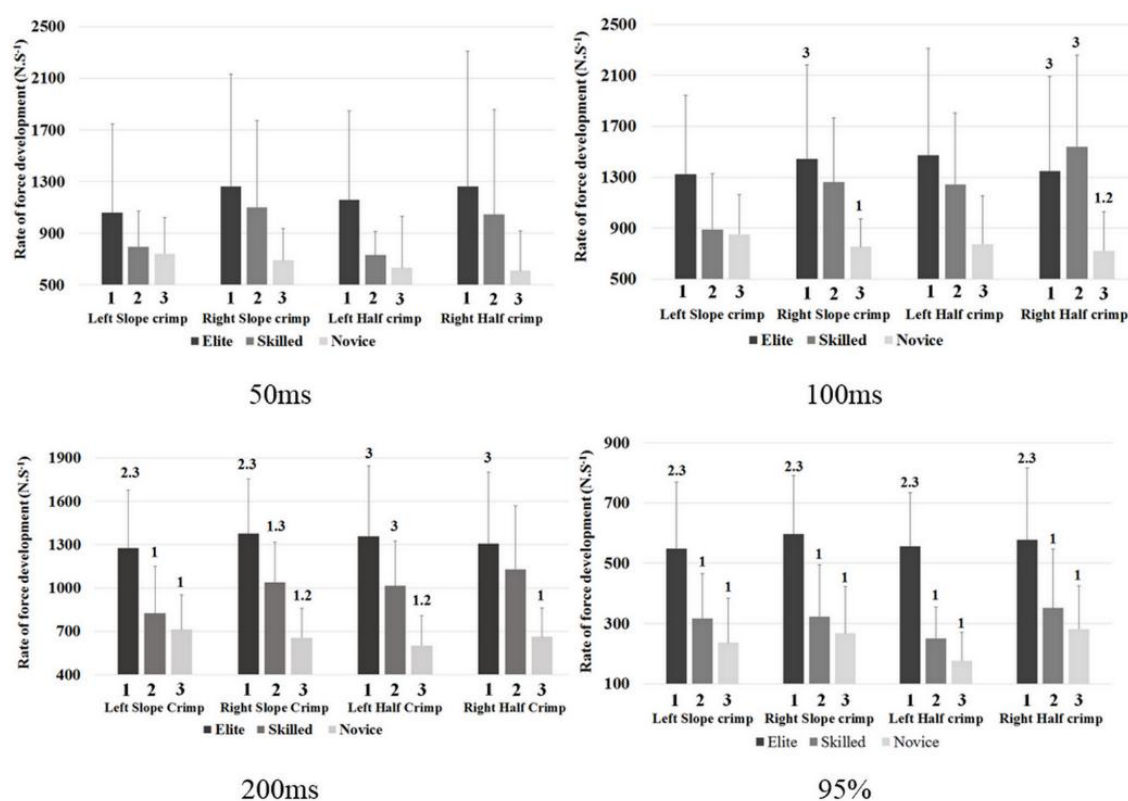 2500
2100
1700
1300
900
500
Rate of force development (N.S⁻¹)
1 2 3 1 2 3 1 2 3 1 2 3
Left Slope crimp Right Slope crimp Left Half crimp Right Half crimp
Elite Skilled Novice
50ms
2500
2100
1700
1300
900
500
Rate of force development (N.S⁻¹)
3 1 3 3 1.2
1 2 3 1 2 3 1 2 3 1 2 3
Left Slope crimp Right Slope crimp Left Half crimp Right Half crimp
Elite Skilled Novice
100ms
1900
1600
1300
1000
700
400
Rate of force development (N.S⁻¹)
2.3 1 1 2.3 1.3 1.2 3 3 1.2 3 1
1 2 3 1 2 3 1 2 3 1 2 3
Left Slope Crimp Right Slope Crimp Left Half Crimp Right Half Crimp
Elite Skilled Novice
200ms
900
700
500
300
100
Rate of force development (N.S⁻¹)
2.3 1 1 2.3 1 1 2.3 1 1 2.3 1 1
1 2 3 1 2 3 1 2 3 1 2 3
Left Slope crimp Right Slope crimp Left Half crimp Right Half crimp
Elite Skilled Novice
95%